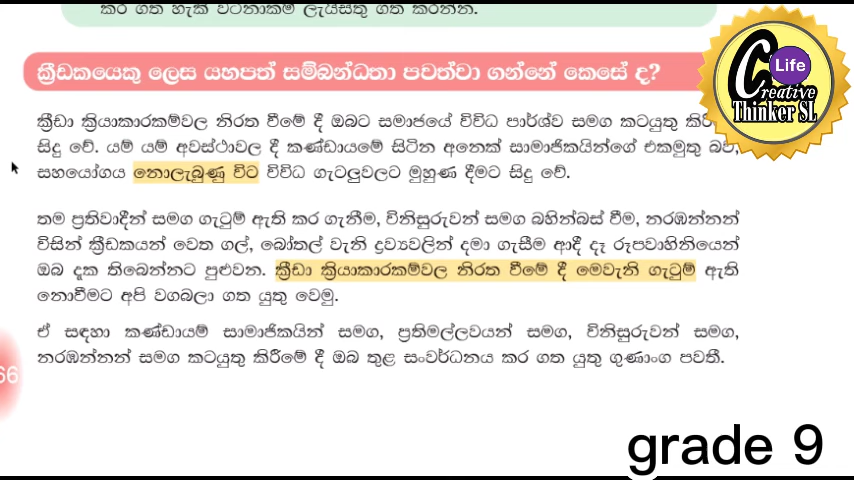 කර ගත හැකි වටිනාකම් ලැයිස්තු ගත කරන්න.
ක්‍රීඩකයෙකු ලෙස යහපත් සම්බන්ධතා පවත්වා ගන්නේ කෙසේ ද?
ක්‍රීඩා ක්‍රියාකාරකම්වල නිරත වීමේ දී ඔබට සමාජයේ විවිධ පාර්ශ්ව සමග කටයුතු
සිදු වේ. යම් යම් අවස්ථාවල දී කණ්ඩායමේ සිටින අනෙක් සාමාජිකයින්ගේ එකමුතු බව,
සහයෝගය නොලැබුණු විට විවිධ ගැටලුවලට මුහුණ දීමට සිදු වේ.
තම ප්‍රතිවාදීන් සමග ගැටුම් ඇති කර ගැනීම, විනිසුරුවන් සමග බහින්බස් වීම, නරඹන්නන්
විසින් ක්‍රීඩකයන් වෙත ගල්, බෝතල් වැනි ද්‍රව්‍යවලින් දමා ගැසීම ආදී දෑ රූපවාහිනියෙන්
ඔබ දැක තිබෙන්නට පුළුවන. ක්‍රීඩා ක්‍රියාකාරකම්වල නිරත වීමේ දී මෙවැනි ගැටුම් ඇති
නොවීමට අපි වගබලා ගත යුතු වෙමු.
ඒ සඳහා කණ්ඩායම් සාමාජිකයින් සමග, ප්‍රතිමල්ලවයන් සමග, විනිසුරුවන් සමග,
නරඹන්නන් සමග කටයුතු කිරීමේ දී ඔබ තුළ සංවර්ධනය කර ගත යුතු ගුණාංග පවතී.
66
Life
Creative
Thinker SL
grade 9